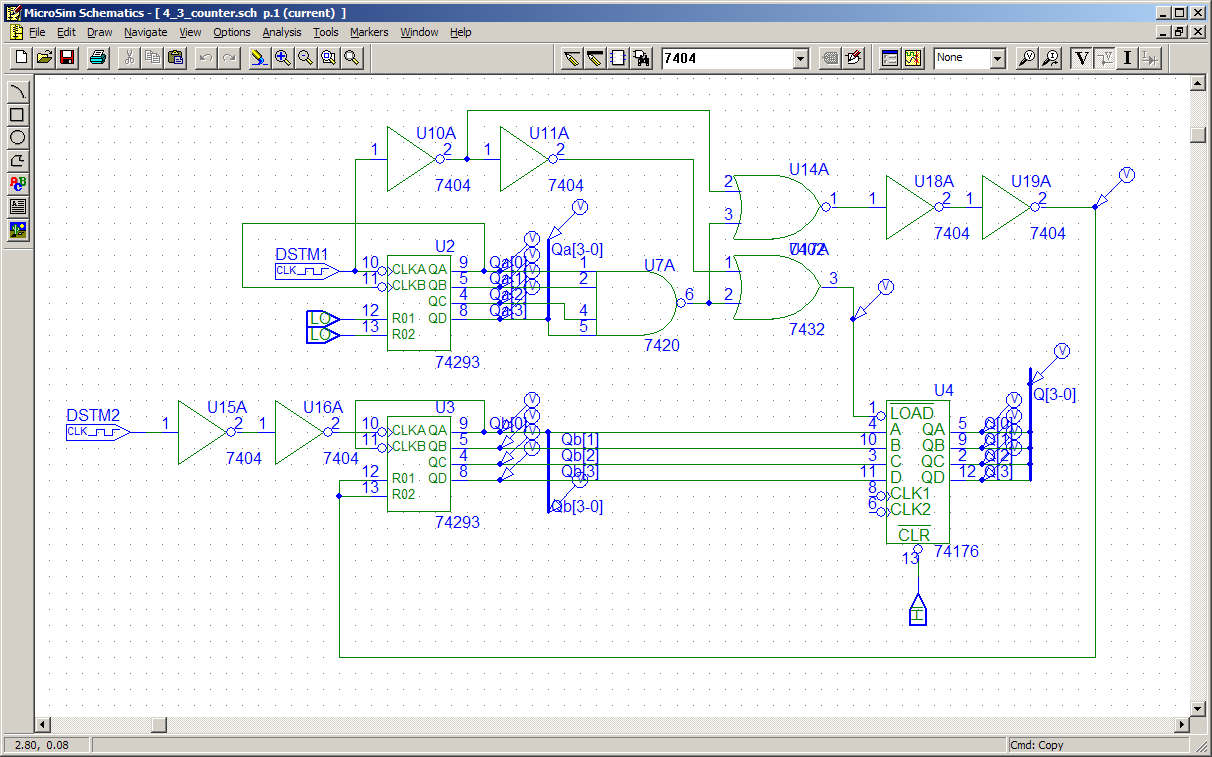 MicroSim Schematics - [ 4_3_counter.sch p.1 (current) ]
File Edit Draw Navigate View Options Analysis Tools Markers Window Help
7404
None
V
I
ABC
U10A
1
2
7404
U11A
1
2
7404
U14A
2
3
1
U18A
1
2
7404
U19A
1
2
7404
V
V
Qa[3-0]
DSTM1
CLK
U2
10
11
12
13
CLKA QA
CLKB QB
QC
R01 QD
R02
9
5
4
8
74293
LO
LO
V
V
V
V
Qa[0]
Qa[1]
Qa[2]
Qa[3]
U7A
1
2
4
5
6
7420
1
2
3
7432
V
DSTM2
CLK
U15A
1
2
7404
U16A
1
2
7404
U3
10
11
12
13
CLKA QA
CLKB QB
QC
R01 QD
R02
9
5
4
8
74293
V
V
V
V
Qb[0]
Qb[1]
Qb[2]
Qb[3]
V
Qb[3-0]
U4
1
4
10
3
11
8
6
LOAD
A QA
B QB
C QC
D QD
CLK1
CLK2
CLR
5
9
2
12
13
74176
V
V
V
V
Q[0]
Q[1]
Q[2]
Q[3]
V
Q[3-0]
2.80, 0.08
Cmd: Copy